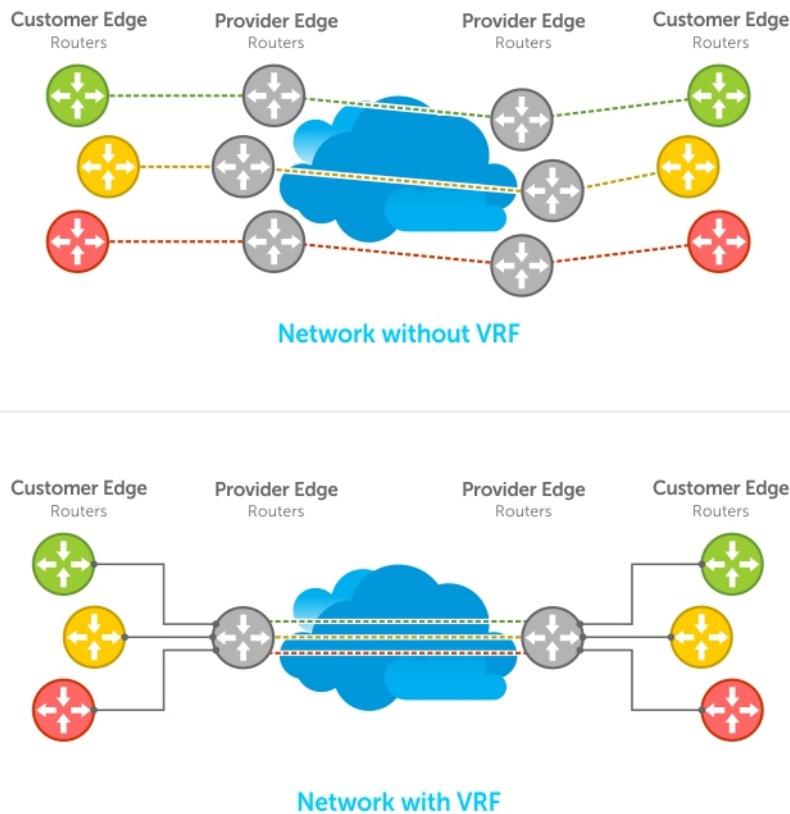 Customer Edge
Routers
Provider Edge
Routers
Provider Edge
Routers
Customer Edge
Routers
Network without VRF
Customer Edge
Routers
Provider Edge
Routers
Provider Edge
Routers
Customer Edge
Routers
Network with VRF